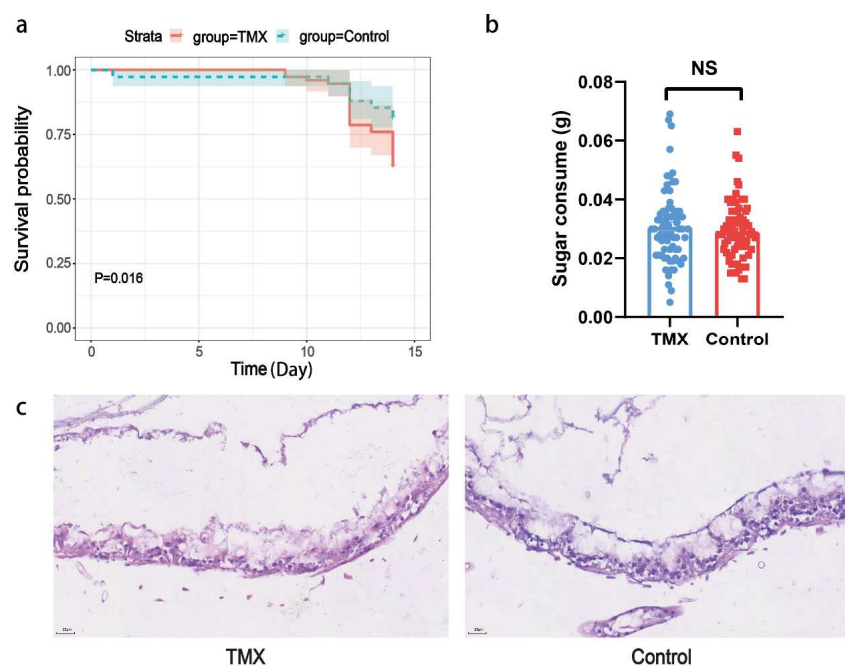 a
Strata group=TMX group=Control
1.00
0.75
0.50
0.25
0.00
Survival probability
P=0.016
0 5 10 15
Time (Day)
b
NS
0.08
0.06
0.04
0.02
0.00
Sugar consume (g)
TMX Control
c
TMX Control